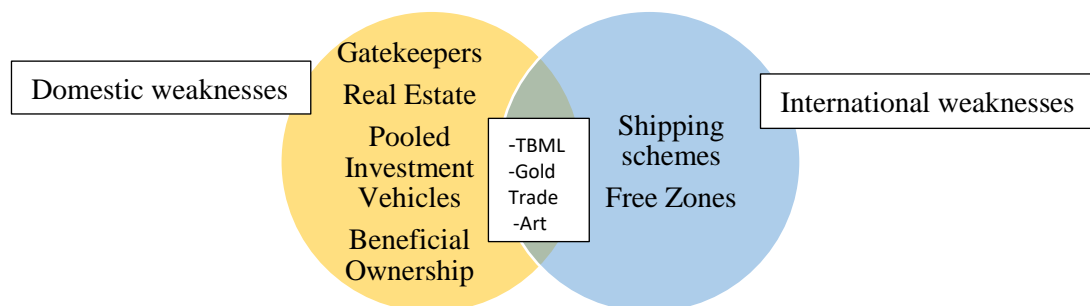 Domestic weaknesses
Gatekeepers
Real Estate
Pooled
Investment
Vehicles
Beneficial
Ownership
-TBML
-Gold
Trade
-Art
Shipping
schemes
Free Zones
International weaknesses